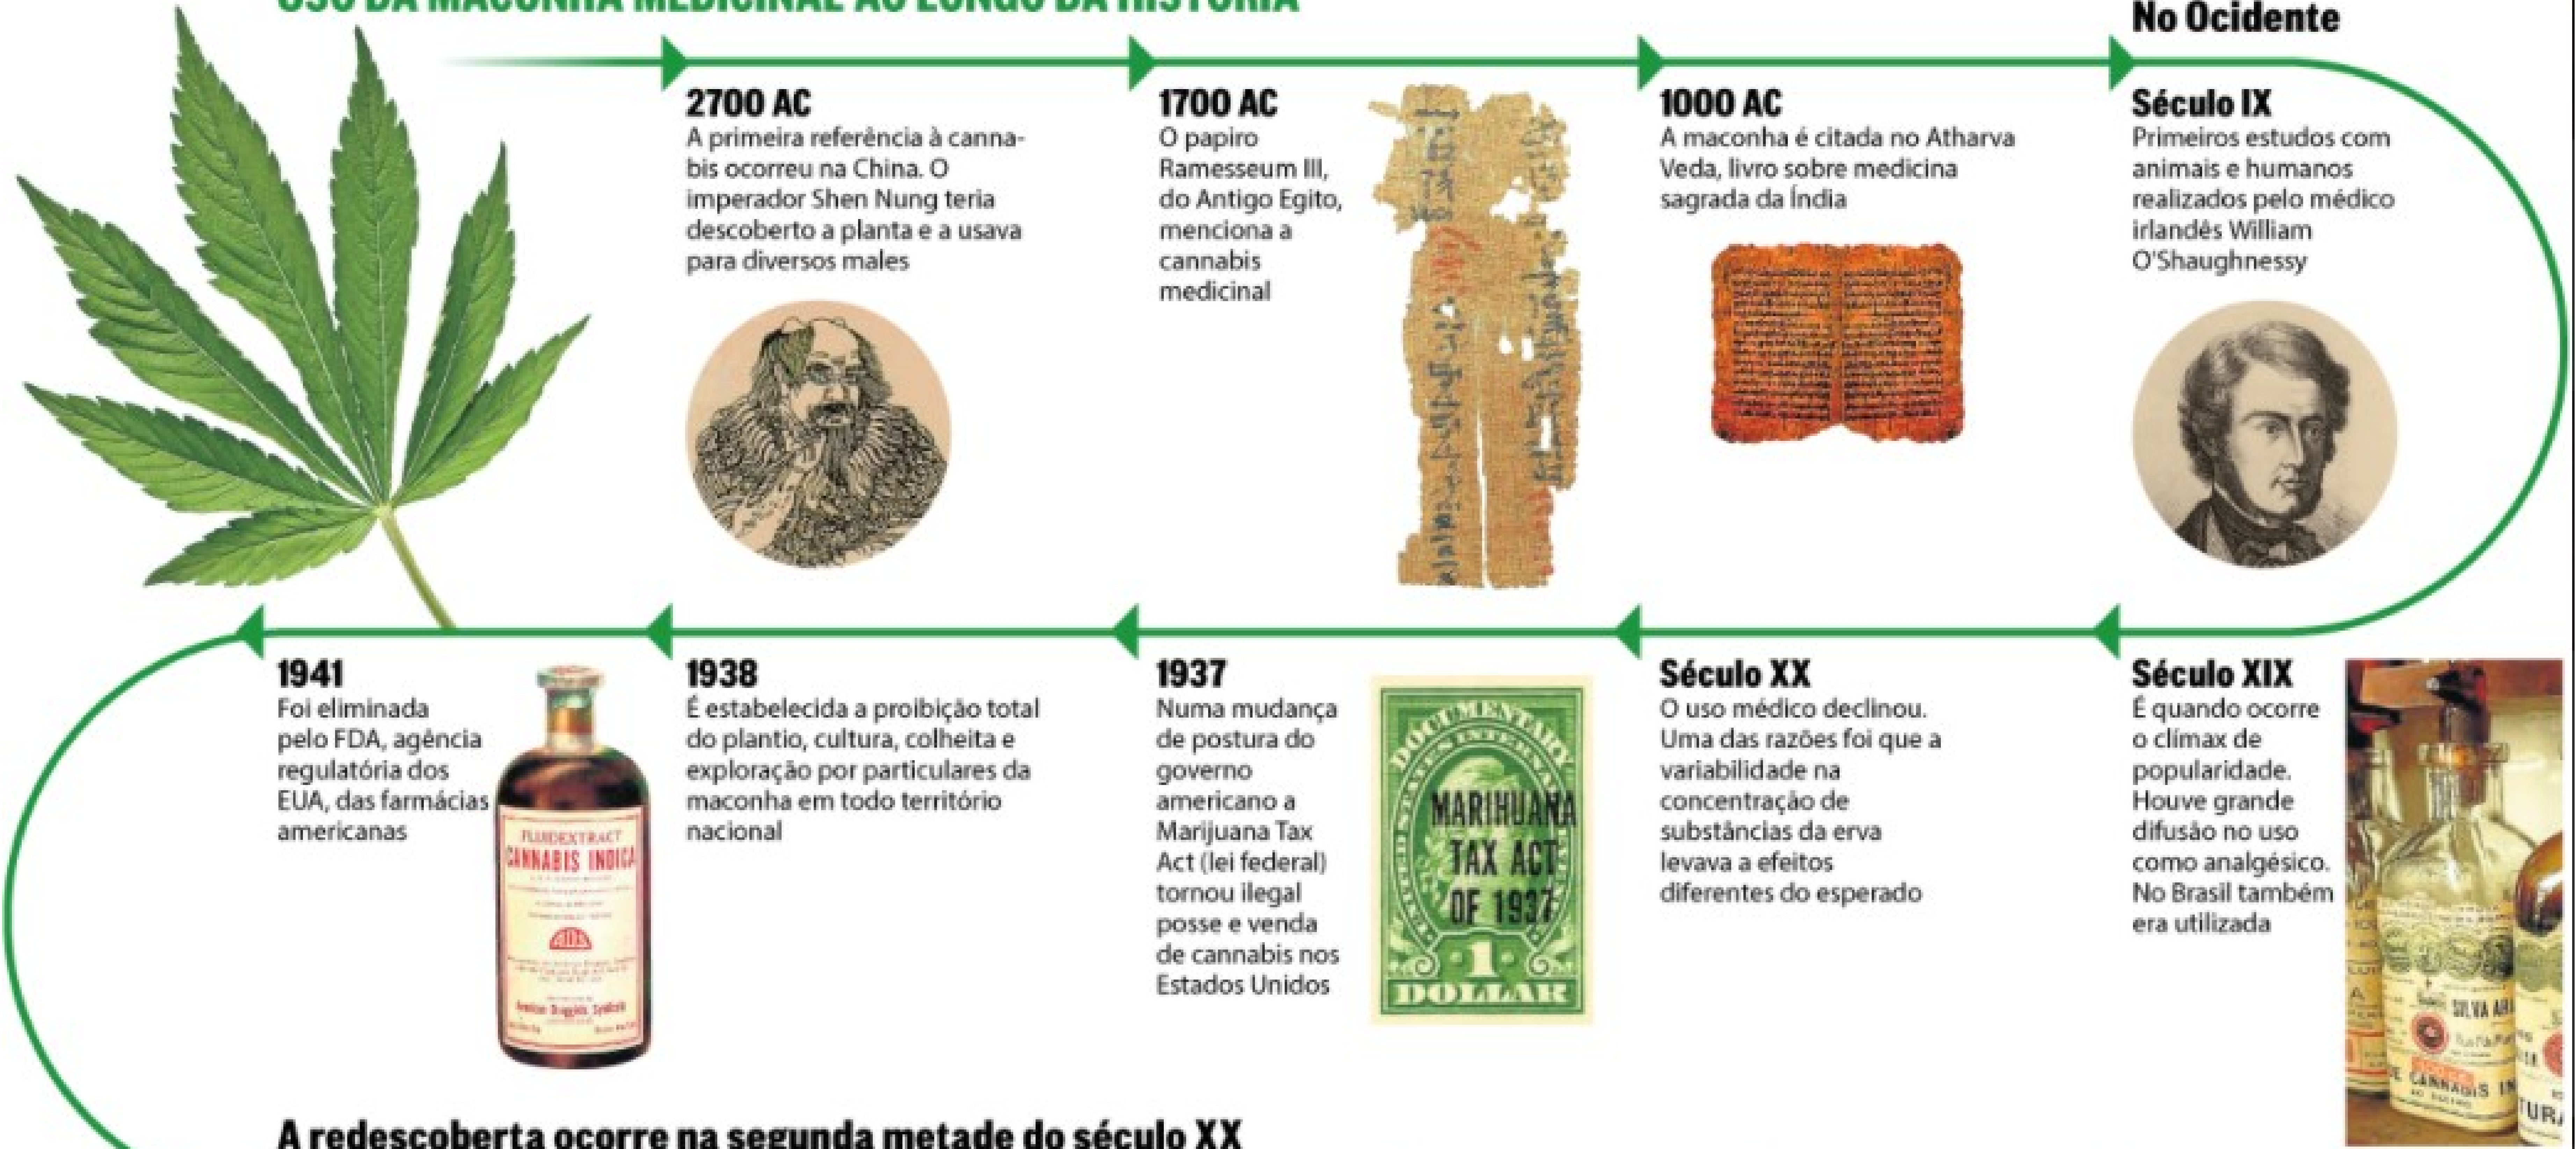 USO DA MACONHA MEDICINAL AO LONGO DA HISTÓRIA
No Ocidente
2700 AC
A primeira referência à canna-
bis ocorreu na China. O
imperador Shen Nung teria
descoberto a planta e a usava
para diversos males
1700 AC
O papiro
Ramesseum III,
do Antigo Egito,
menciona a
cannabis
medicinal
1000 AC
A maconha é citada no Atharva
Veda, livro sobre medicina
sagrada da Índia
Século IX
Primeiros estudos com
animais e humanos
realizados pelo médico
irlandês William
O'Shaughnessy
1941
Foi eliminada
pelo FDA, agência
regulatória dos
EUA, das farmácias
americanas
FLUIDEXTRACT
CANNABIS INDICA
1938
É estabelecida a proibição total
do plantio, cultura, colheita e
exploração por particulares da
maconha em todo território
nacional
1937
Numa mudança
de postura do
governo
americano a
Marijuana Tax
Act (lei federal)
tornou ilegal
posse e venda
de cannabis nos
Estados Unidos
DOCUMENTARY
MARIHUANA
TAX ACT
OF 1937
1
DOLLAR
Século XX
O uso médico declinou.
Uma das razões foi que a
variabilidade na
concentração de
substâncias da erva
levava a efeitos
diferentes do esperado
Século XIX
É quando ocorre
o clímax de
popularidade.
Houve grande
difusão no uso
como analgésico.
No Brasil também
era utilizada
SILVA
CANNABIS
A redescoberta ocorre na segunda metade do século XX